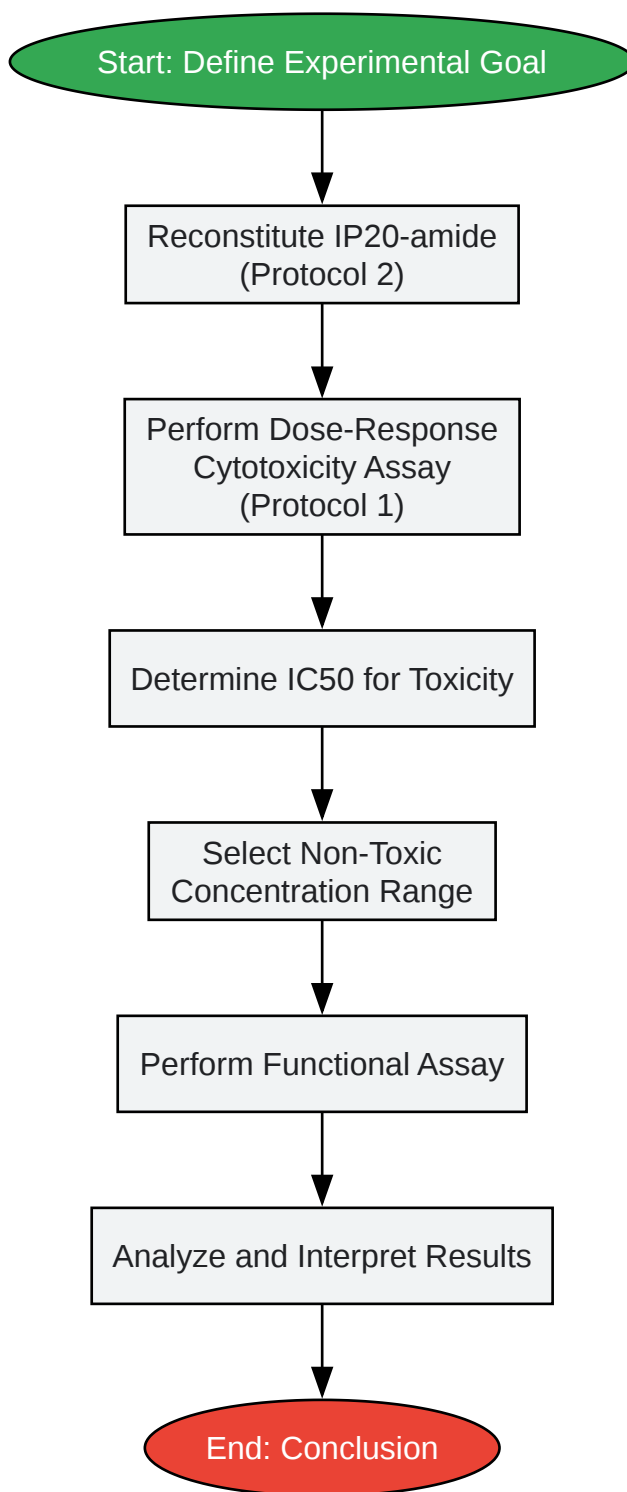 Start: Define Experimental Goal
Reconstitute IP20-amide
(Protocol 2)
Perform Dose-Response
Cytotoxicity Assay
(Protocol 1)
Determine IC50 for Toxicity
Select Non-Toxic
Concentration Range
Perform Functional Assay
Analyze and Interpret Results
End: Conclusion